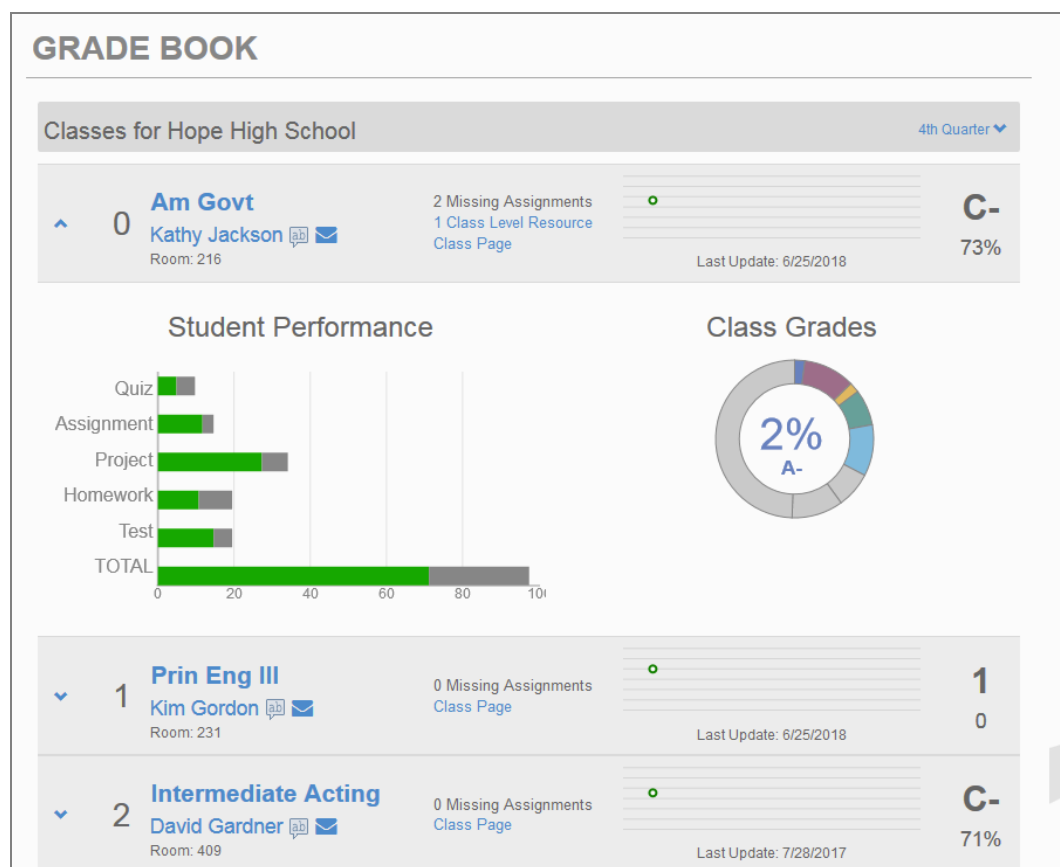 GRADE BOOK
Classes for Hope High School
4th Quarter
0
Am Govt
Kathy Jackson ab
Room: 216
2 Missing Assignments
1 Class Level Resource
Class Page
Last Update: 6/25/2018
C-
73%
Student Performance
Quiz
Assignment
Project
Homework
Test
TOTAL
0 20 40 60 80 10
Class Grades
2%
A-
1
Prin Eng III
Kim Gordon ab
Room: 231
0 Missing Assignments
Class Page
Last Update: 6/25/2018
1
0
2
Intermediate Acting
David Gardner ab
Room: 409
0 Missing Assignments
Class Page
Last Update: 7/28/2017
C-
71%